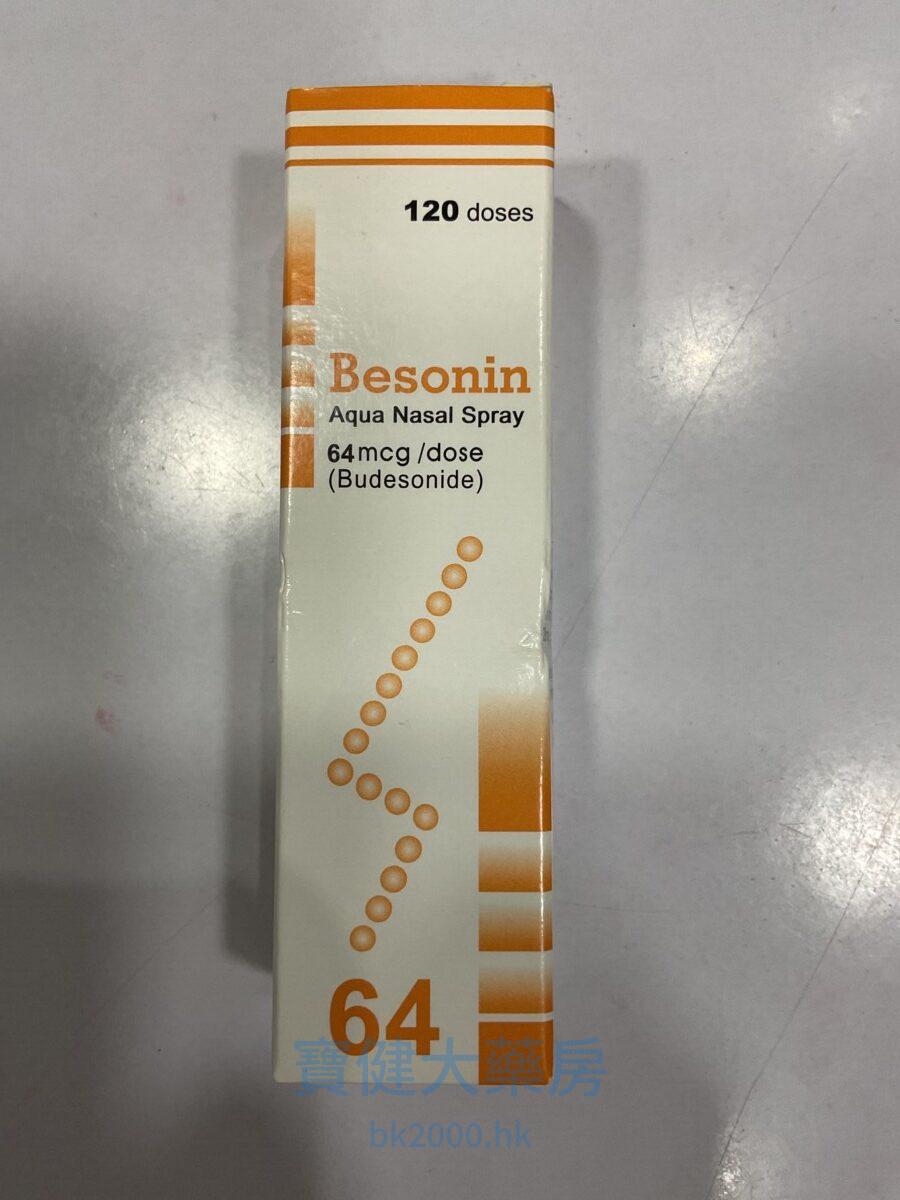 120 doses
Besonin
Aqua Nasal Spray
64mcg /dose
(Budesonide)
64
寶健大藥房
bk2000.hk